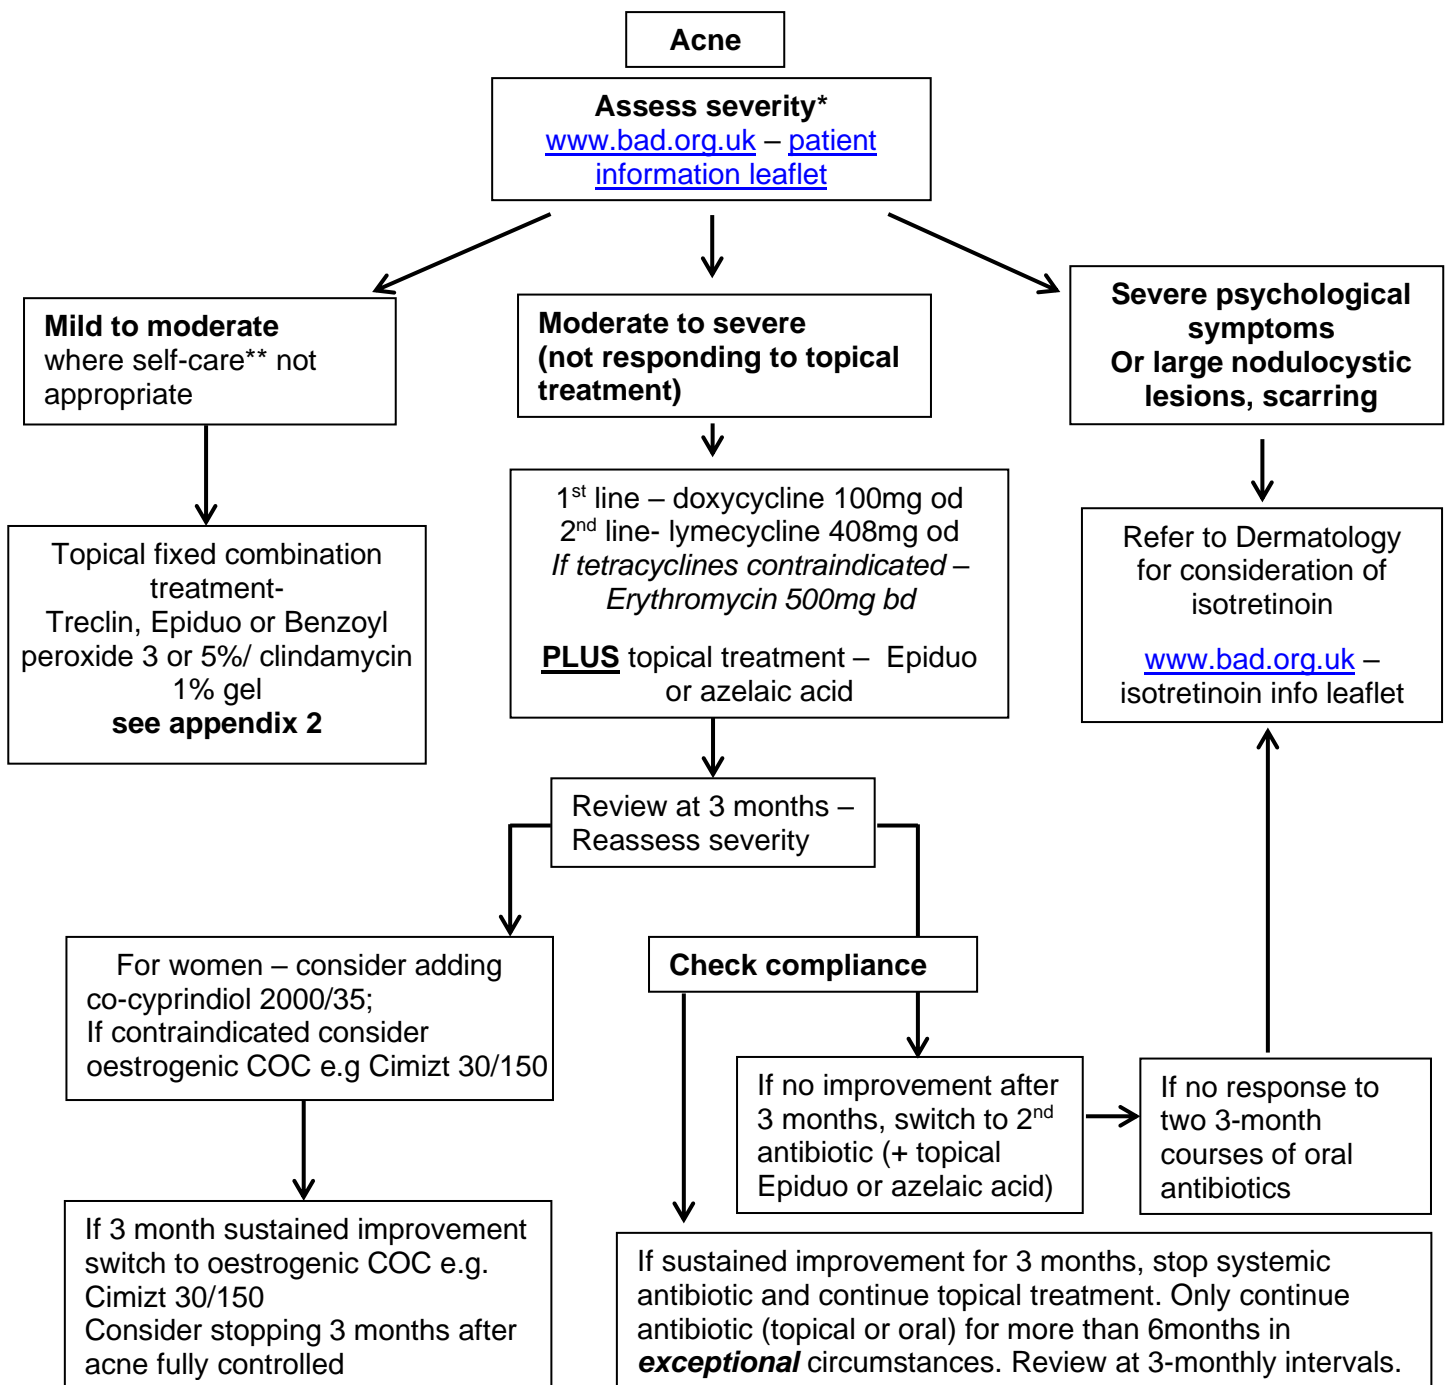 Acne
Assess severity*
www.bad.org.uk – patient
information leaflet
Mild to moderate
where self-care** not
appropriate
Moderate to severe
(not responding to topical
treatment)
Severe psychological
symptoms
Or large nodulocystic
lesions, scarring
Topical fixed combination
treatment-
Treclin, Epiduo or Benzoyl
peroxide 3 or 5%/ clindamycin
1% gel
see appendix 2
1st line – doxycycline 100mg od
2nd line- lymecycline 408mg od
If tetracyclines contraindicated –
Erythromycin 500mg bd
PLUS topical treatment – Epiduo
or azelaic acid
Refer to Dermatology
for consideration of
isotretinoin
www.bad.org.uk –
isotretinoin info leaflet
Review at 3 months –
Reassess severity
For women – consider adding
co-cyprindiol 2000/35;
If contraindicated consider
oestrogenic COC e.g Cimizt 30/150
Check compliance
If no improvement after
3 months, switch to 2nd
antibiotic (+ topical
Epiduo or azelaic acid)
If no response to
two 3-month
courses of oral
antibiotics
If 3 month sustained improvement
switch to oestrogenic COC e.g.
Cimizt 30/150
Consider stopping 3 months after
acne fully controlled
If sustained improvement for 3 months, stop systemic
antibiotic and continue topical treatment. Only continue
antibiotic (topical or oral) for more than 6months in
exceptional circumstances. Review at 3-monthly intervals.